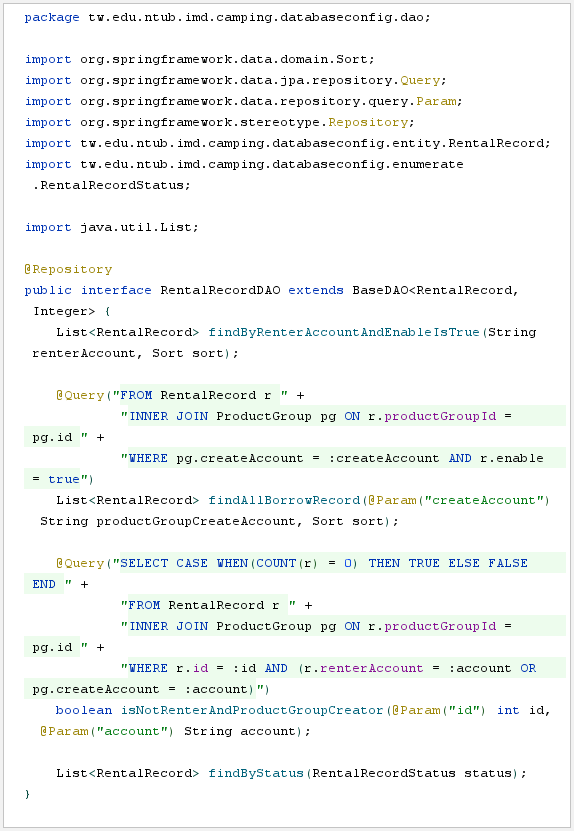 package tw.edu.ntub.imd.camping.databaseconfig.dao;
import org.springframework.data.domain.Sort;
import org.springframework.data.jpa.repository.Query;
import org.springframework.data.repository.query.Param;
import org.springframework.stereotype.Repository;
import tw.edu.ntub.imd.camping.databaseconfig.entity.RentalRecord;
import tw.edu.ntub.imd.camping.databaseconfig.enumerate
.RentalRecordStatus;
import java.util.List;
@Repository
public interface RentalRecordDAO extends BaseDAO<RentalRecord,
Integer> {
List<RentalRecord> findByRenterAccountAndEnableIsTrue(String
renterAccount, Sort sort);
@Query("FROM RentalRecord r " +
"INNER JOIN ProductGroup pg ON r.productGroupId =
pg.id " +
"WHERE pg.createAccount = :createAccount AND r.enable
= true")
List<RentalRecord> findAllBorrowRecord(@Param("createAccount")
String productGroupCreateAccount, Sort sort);
@Query("SELECT CASE WHEN(COUNT(r) = 0) THEN TRUE ELSE FALSE
END " +
"FROM RentalRecord r " +
"INNER JOIN ProductGroup pg ON r.productGroupId =
pg.id " +
"WHERE r.id = :id AND (r.renterAccount = :account OR
pg.createAccount = :account)")
boolean isNotRenterAndProductGroupCreator(@Param("id") int id,
@Param("account") String account);
List<RentalRecord> findByStatus(RentalRecordStatus status);
}